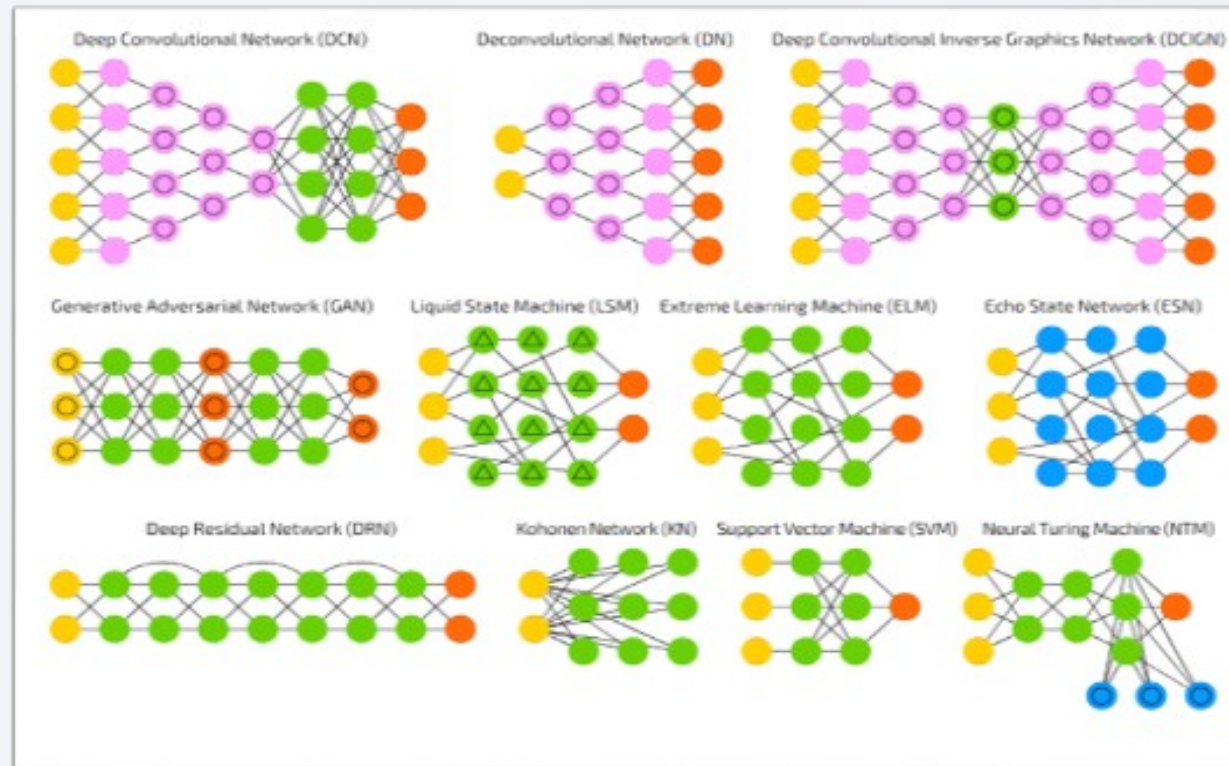 Deep Convolutional Network (DCN)
Deconvolutional Network (DN)
Deep Convolutional Inverse Graphics Network (DCIGN)
Generative Adversarial Network (GAN)
Liquid State Machine (LSM)
Extreme Learning Machine (ELM)
Echo State Network (ESN)
Deep Residual Network (DRN)
Kohonen Network (KN)
Support Vector Machine (SVM)
Neural Turing Machine (NTM)